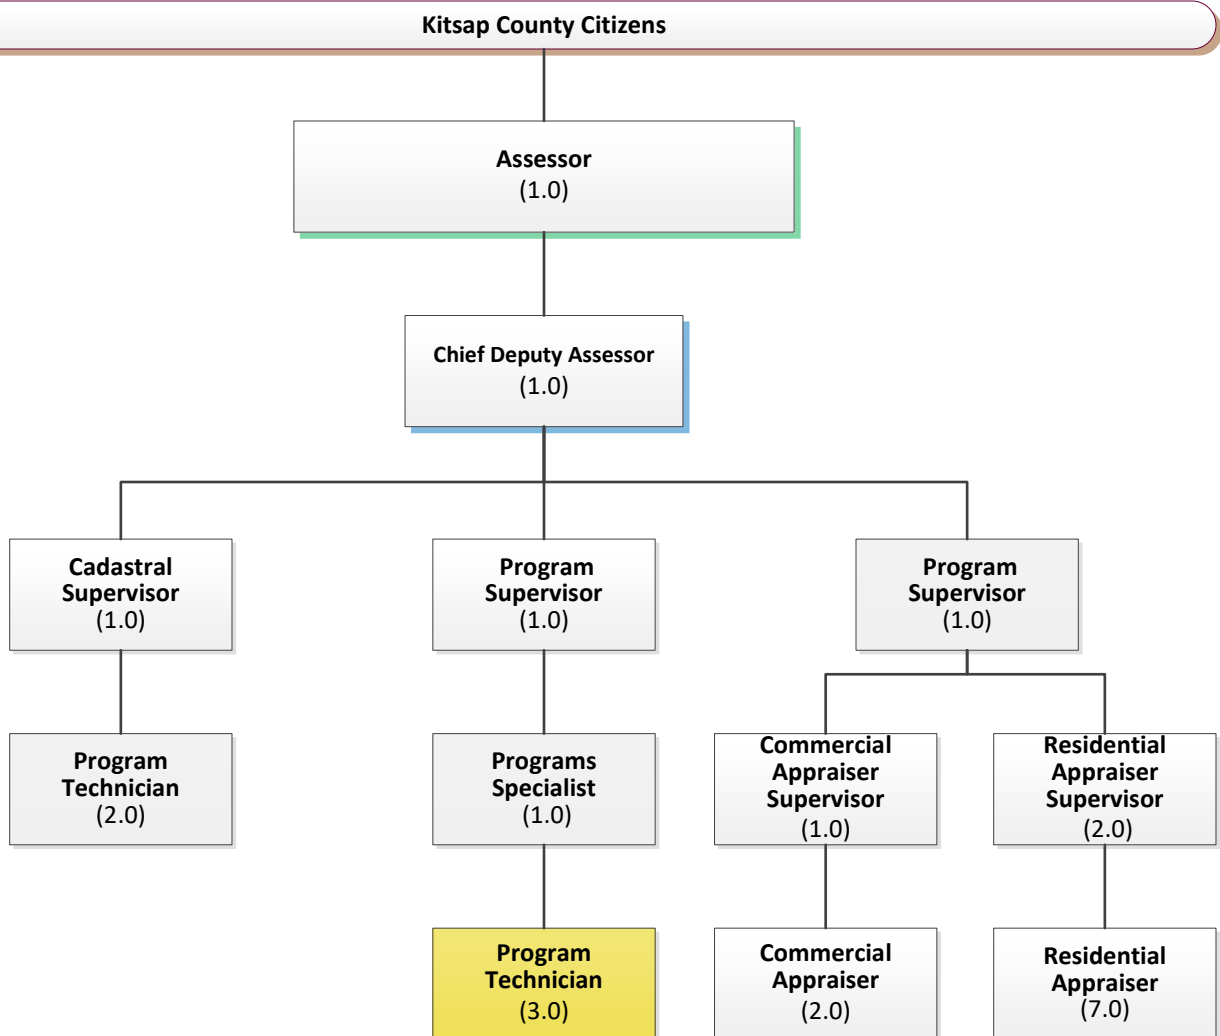 Kitsap County Citizens
Assessor
(1.0)
Chief Deputy Assessor
(1.0)
Cadastral
Supervisor
(1.0)
Program
Supervisor
(1.0)
Program
Supervisor
(1.0)
Program
Technician
(2.0)
Programs
Specialist
(1.0)
Commercial
Appraiser
Supervisor
(1.0)
Residential
Appraiser
Supervisor
(2.0)
Program
Technician
(3.0)
Commercial
Appraiser
(2.0)
Residential
Appraiser
(7.0)